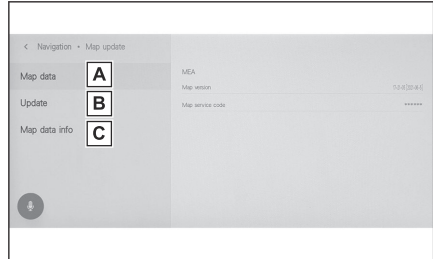 < Navigation • Map update
Map data
A
Update
B
Map data info
C
MEA
Map version
Map service code
******